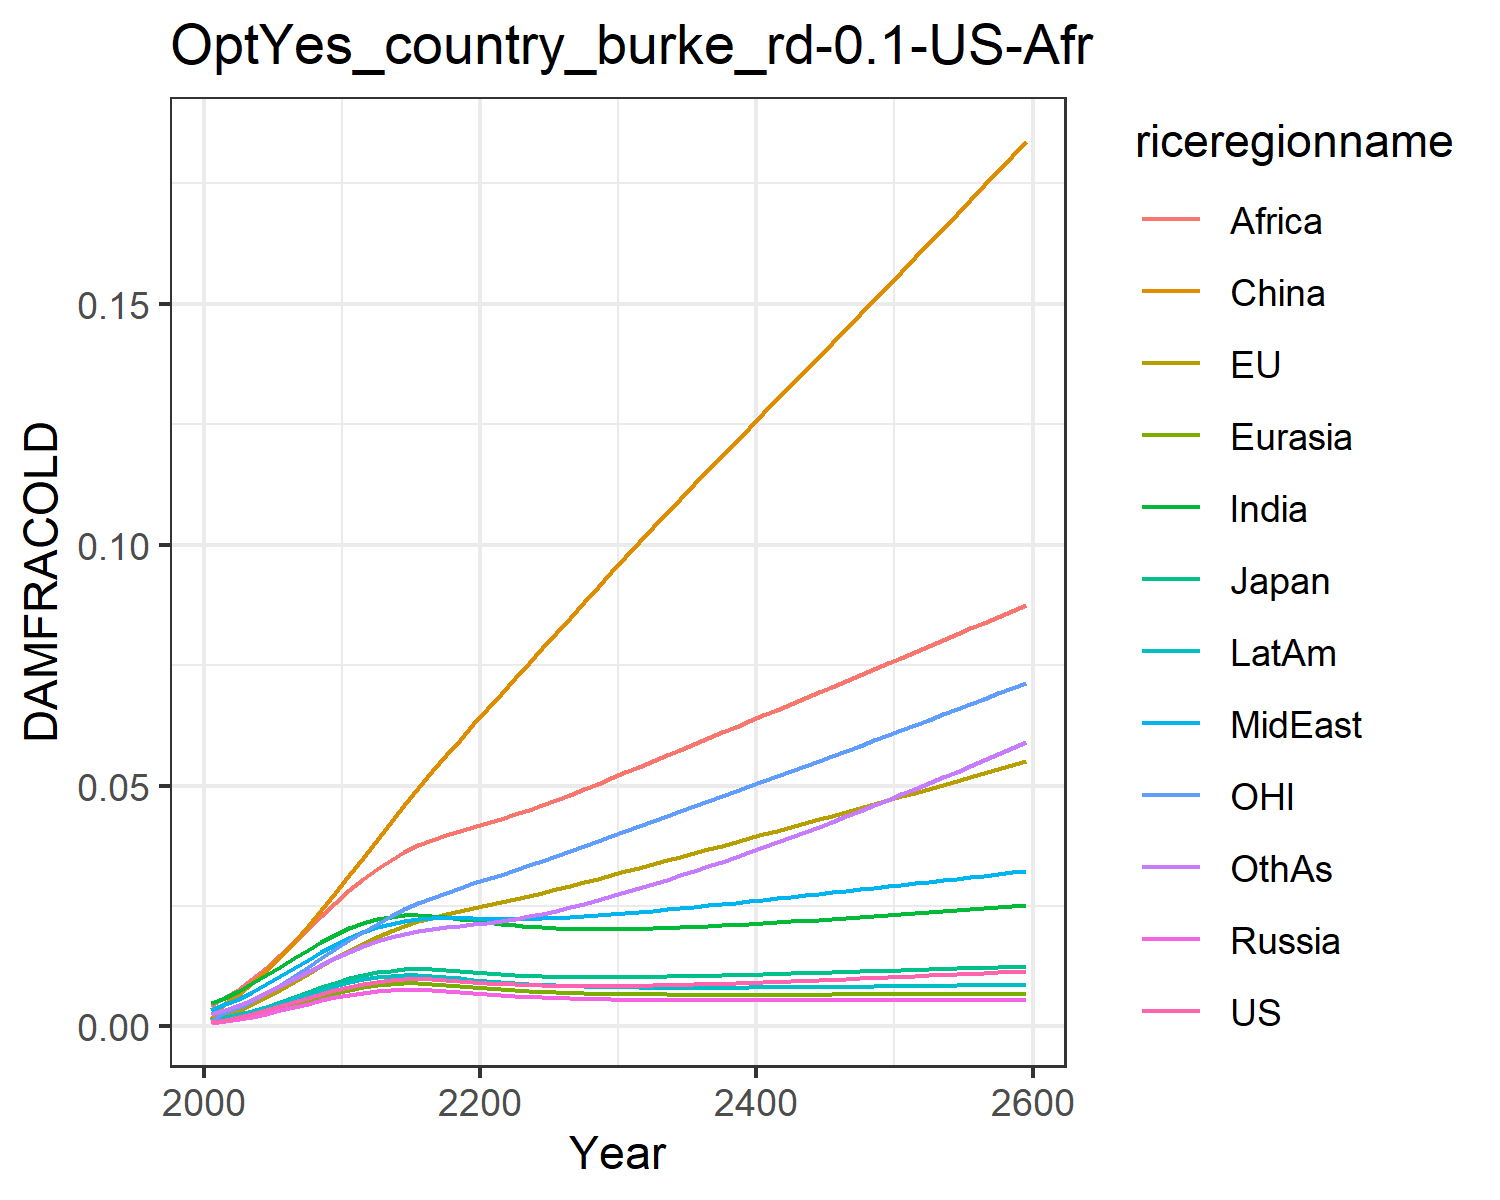 OptYes_country_burke_rd-0.1-US-Afr
DAMFRACOLD
0.15
0.10
0.05
0.00
2000 2200 2400 2600
Year
riceregionname
Africa
China
EU
Eurasia
India
Japan
LatAm
MidEast
OHI
OthAs
Russia
US